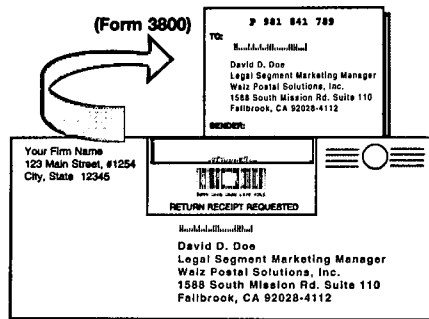 (Form 3800)
P 981 841 789
TO:
David D. Doe
Legal Segment Marketing Manager
Walz Postal Solutions, Inc.
1588 South Mission Rd. Suite 110
Fallbrook, CA 92028-4112
SENDER:
Your Firm Name
123 Main Street, #1254
City, State 12345
RETURN RECEIPT REQUESTED
David D. Doe
Legal Segment Marketing Manager
Walz Postal Solutions, Inc.
1588 South Mission Rd. Suite 110
Fallbrook, CA 92028-4112